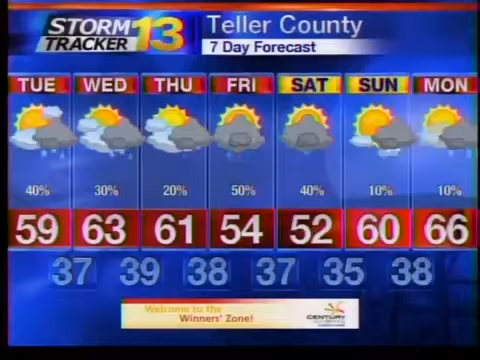 STORM
TRACKER 13
Teller County
7 Day Forecast
TUE WED THU FRI SAT SUN MON
40% 30% 20% 50% 40% 10% 10%
59 63 61 54 52 60 66
37 39 38 37 35 38
Welcome to the
Winners' Zone!
CENTURY